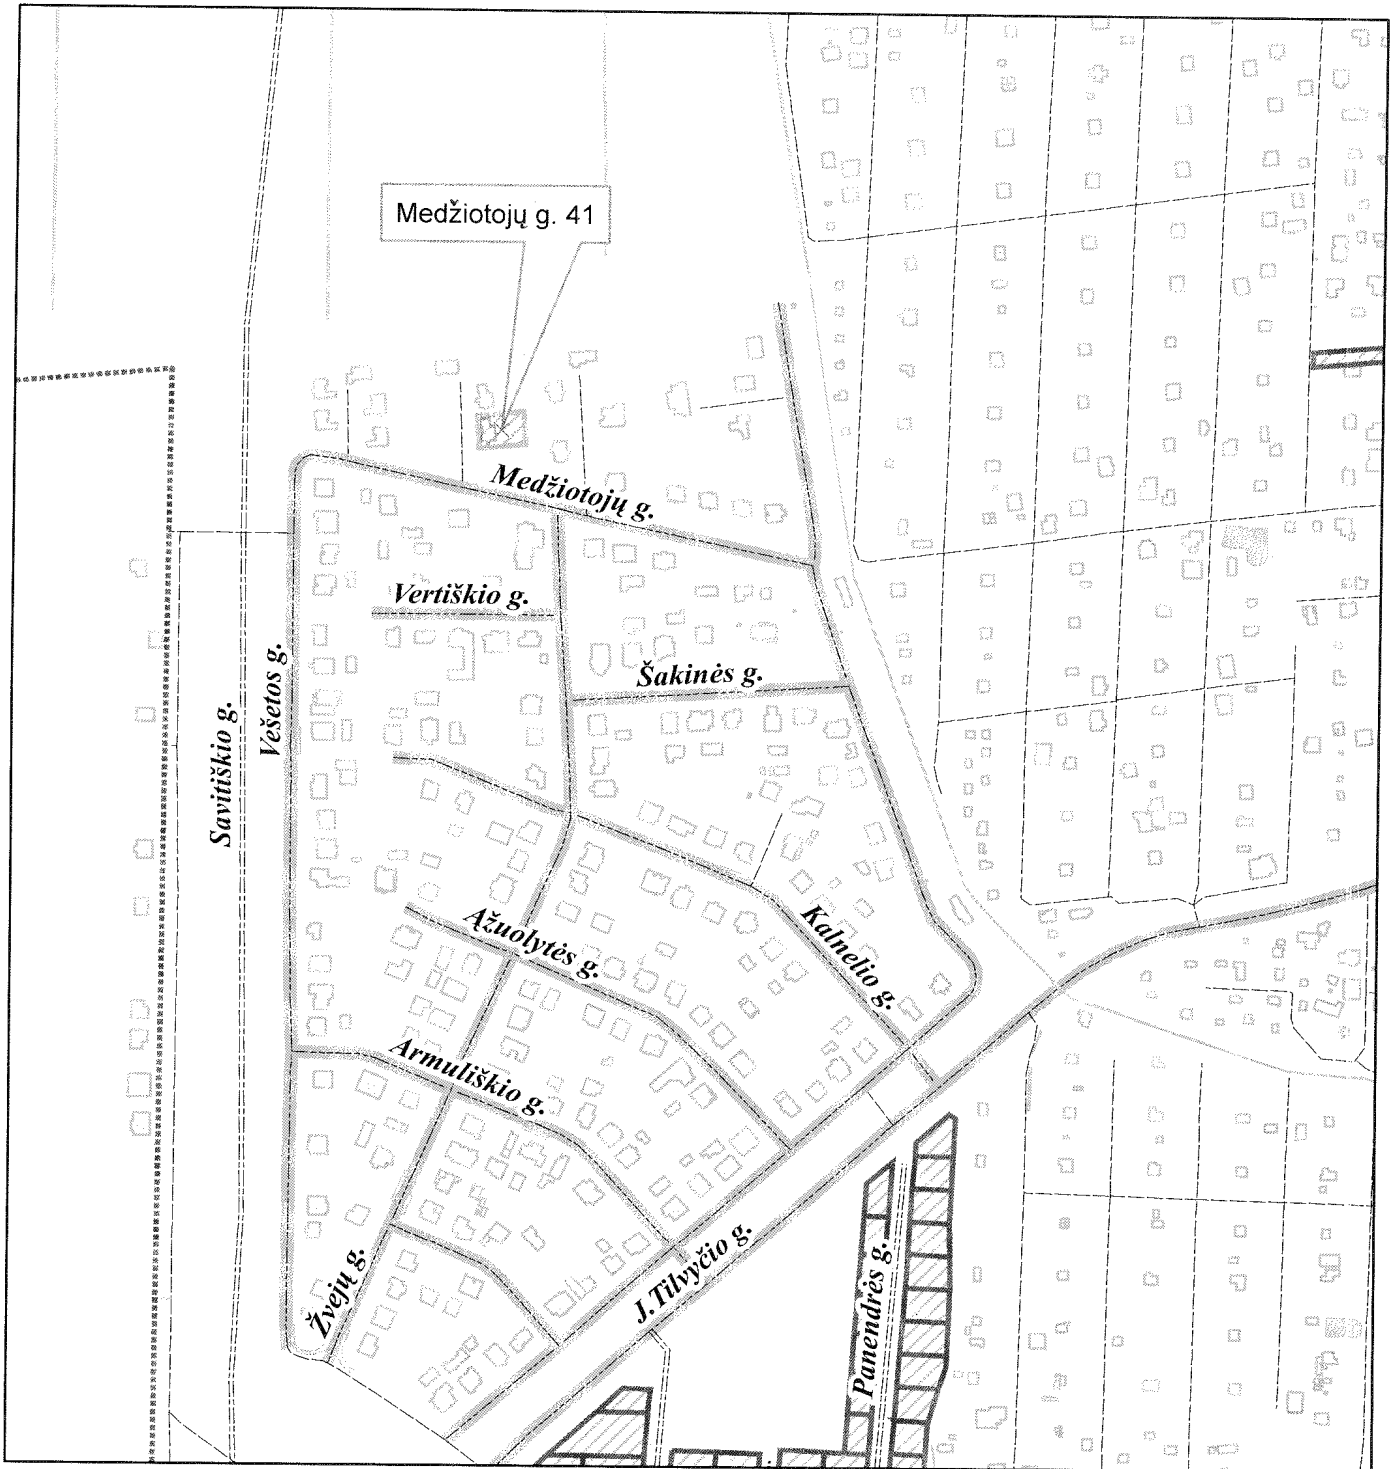 Medžiotojų g. 41
Medžiotojų g.
Vertiškio g.
Šakinės g.
Vešetos g.
Savitiškio g.
Ąžuolytės g.
Kalnelio g.
Armuliškio g.
Žvejų g.
J.Tilvyčio g.
Panendrės g.